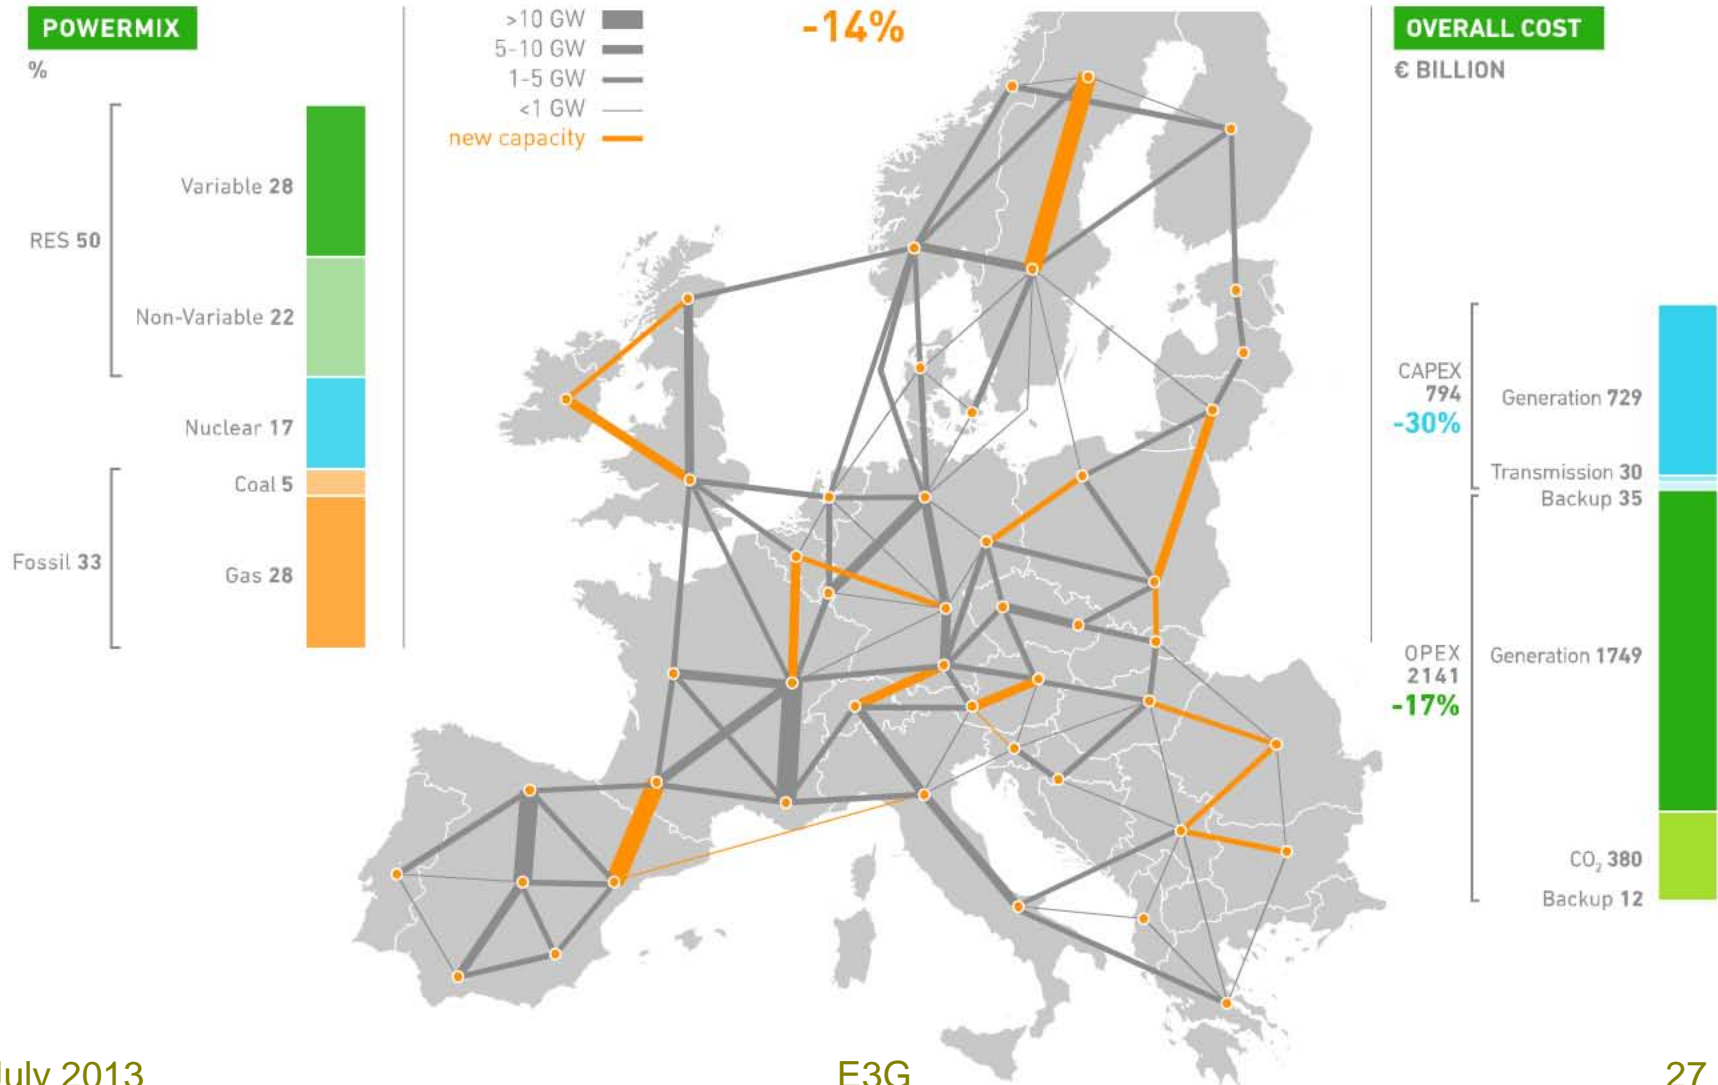 POWERMIX
%
RES 50
Variable 28
Non-Variable 22
Nuclear 17
Fossil 33
Coal 5
Gas 28
>10 GW
5-10 GW
1-5 GW
<1 GW
new capacity
-14%
OVERALL COST
€ BILLION
CAPEX
794
-30%
Generation 729
Transmission 30
Backup 35
OPEX
2141
-17%
Generation 1749
CO₂ 380
Backup 12
July 2013
E3G
27